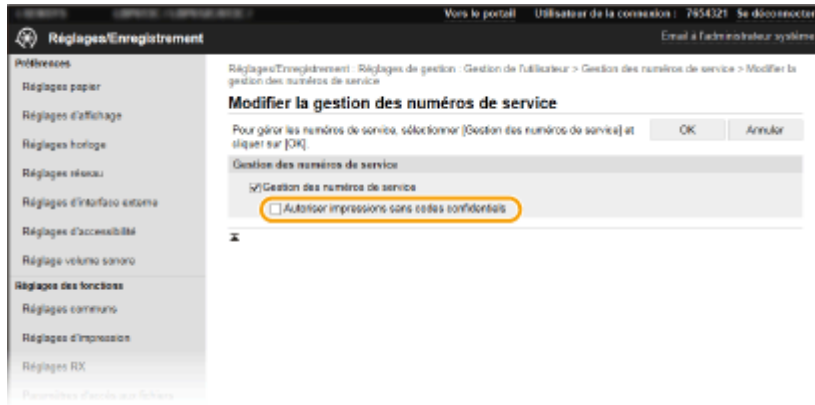 Vers le portail Utilisateur de la connexion : 7654321 Se déconnecter
Réglages/Enregistrement Email à l'administrateur système
Préférences
Réglages papier
Réglages d'affichage
Réglages horloge
Réglages réseau
Réglages d'interface externe
Réglages d'accessibilité
Réglage volume sonore
Réglages des fonctions
Réglages communs
Réglages d'impression
Réglages RX
Paramètres d'accès aux fichiers
Réglages/Enregistrement : Réglages de gestion : Gestion de l'utilisateur > Gestion des numéros de service > Modifier la
gestion des numéros de service
Modifier la gestion des numéros de service
Pour gérer les numéros de service, sélectionner [Gestion des numéros de service] et
cliquer sur [OK].
OK Annuler
Gestion des numéros de service
Gestion des numéros de service
Autoriser impressions sans codes confidentiels